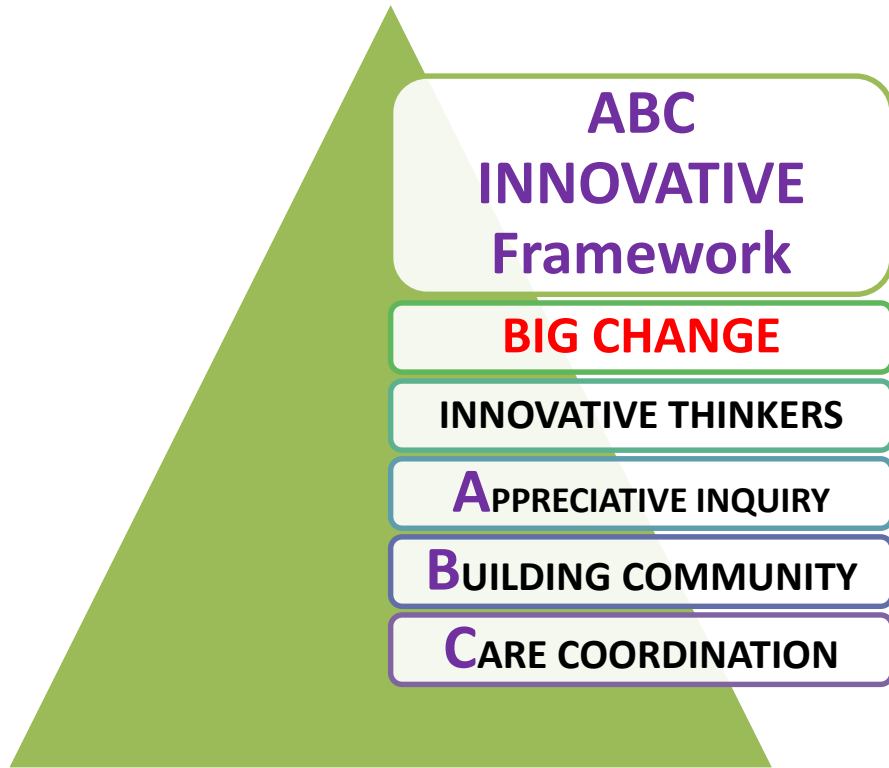 ABC
INNOVATIVE
Framework
BIG CHANGE
INNOVATIVE THINKERS
APPRECIATIVE INQUIRY
BUILDING COMMUNITY
CARE COORDINATION